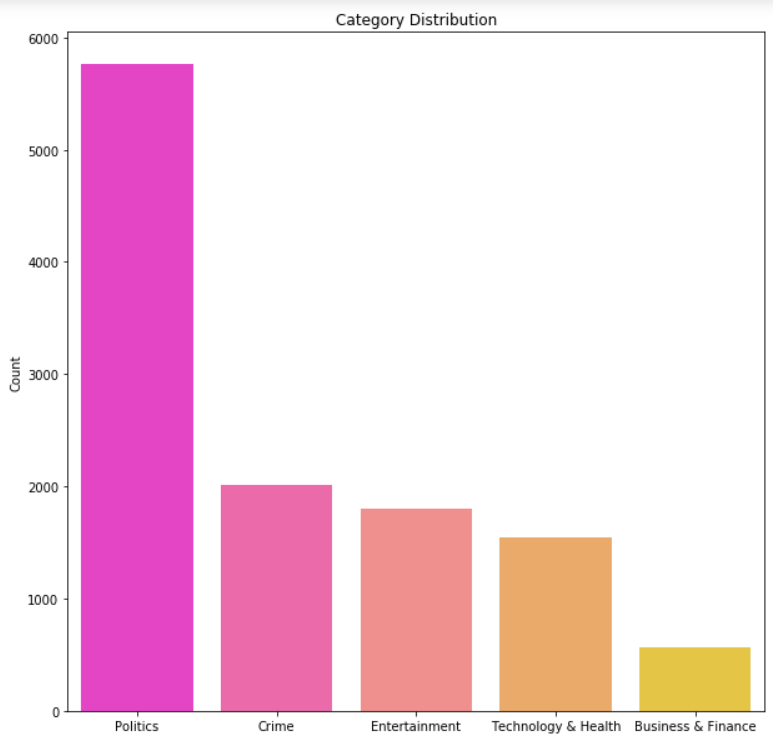 Category Distribution
6000
5000
4000
3000
2000
1000
0
Count
Politics
Crime
Entertainment
Technology & Health
Business & Finance